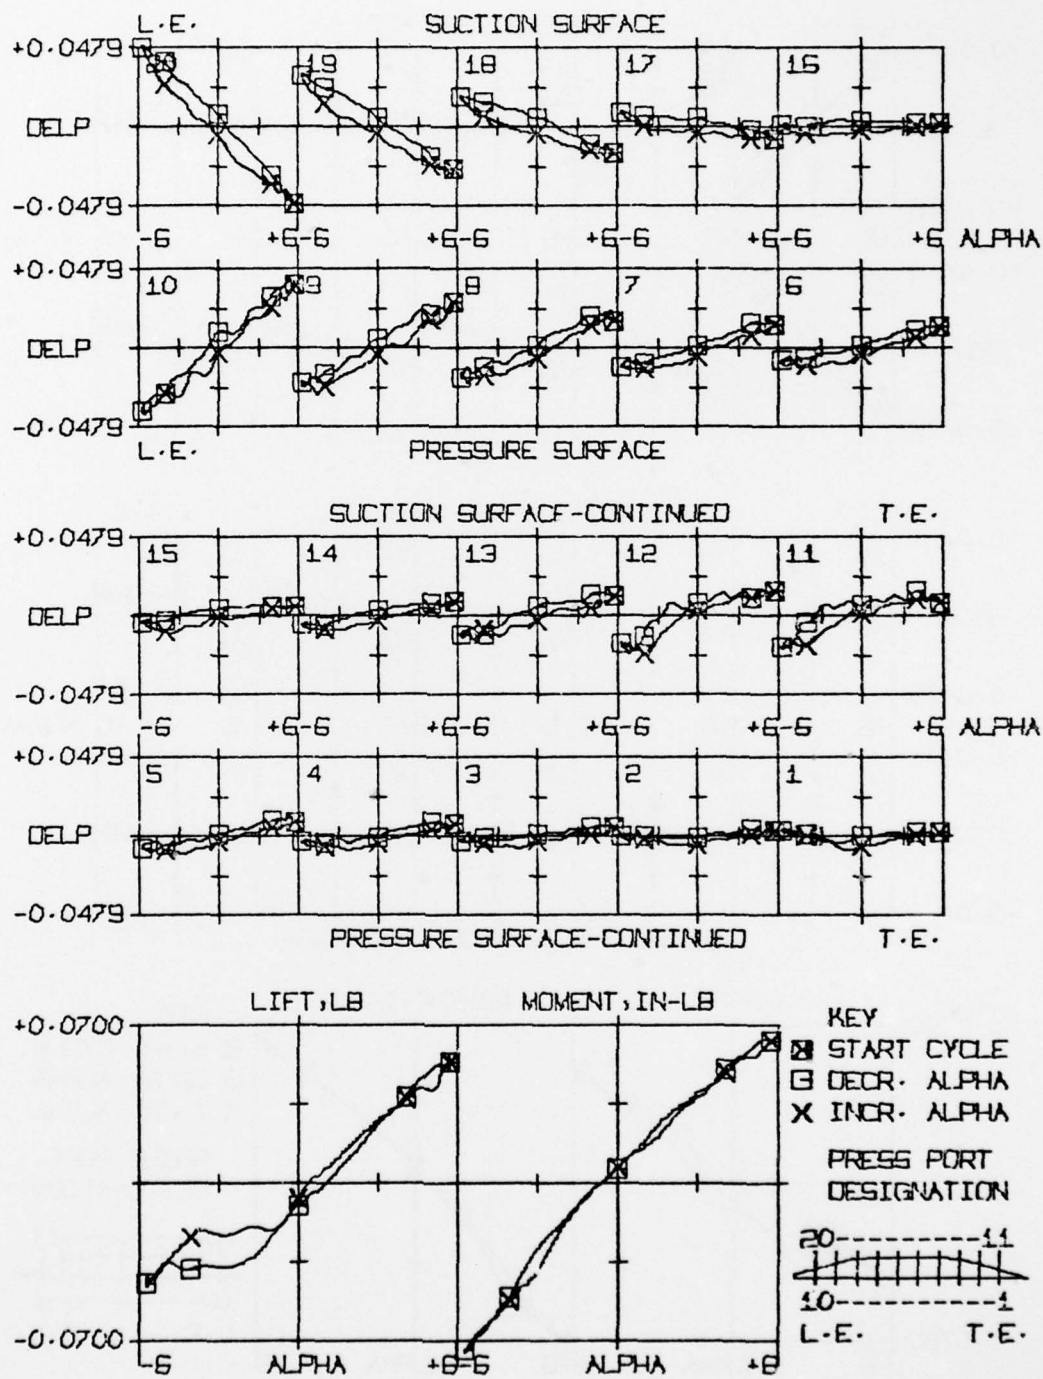 L.E. SUCTION SURFACE
+0.0479
19 18 17 16
DELP
-0.0479
-6 +6-6 +6-6 +6-6 +6-6 +6 ALPHA
+0.0479
10 9 8 7 6
DELP
-0.0479
L.E. PRESSURE SURFACE
SUCTION SURFACE-CONTINUED T.E.
+0.0479
15 14 13 12 11
DELP
-0.0479
-6 +6-6 +6-6 +6-6 +6-6 +6 ALPHA
+0.0479
5 4 3 2 1
DELP
-0.0479
PRESSURE SURFACE-CONTINUED T.E.
LIFT,LB MOMENT,IN-LB
+0.0700
-0.0700
-6 ALPHA +6-6 ALPHA +6
KEY
START CYCLE
DECR. ALPHA
INCR. ALPHA
PRESS PORT
DESIGNATION
20---------11
10---------1
L.E. T.E.